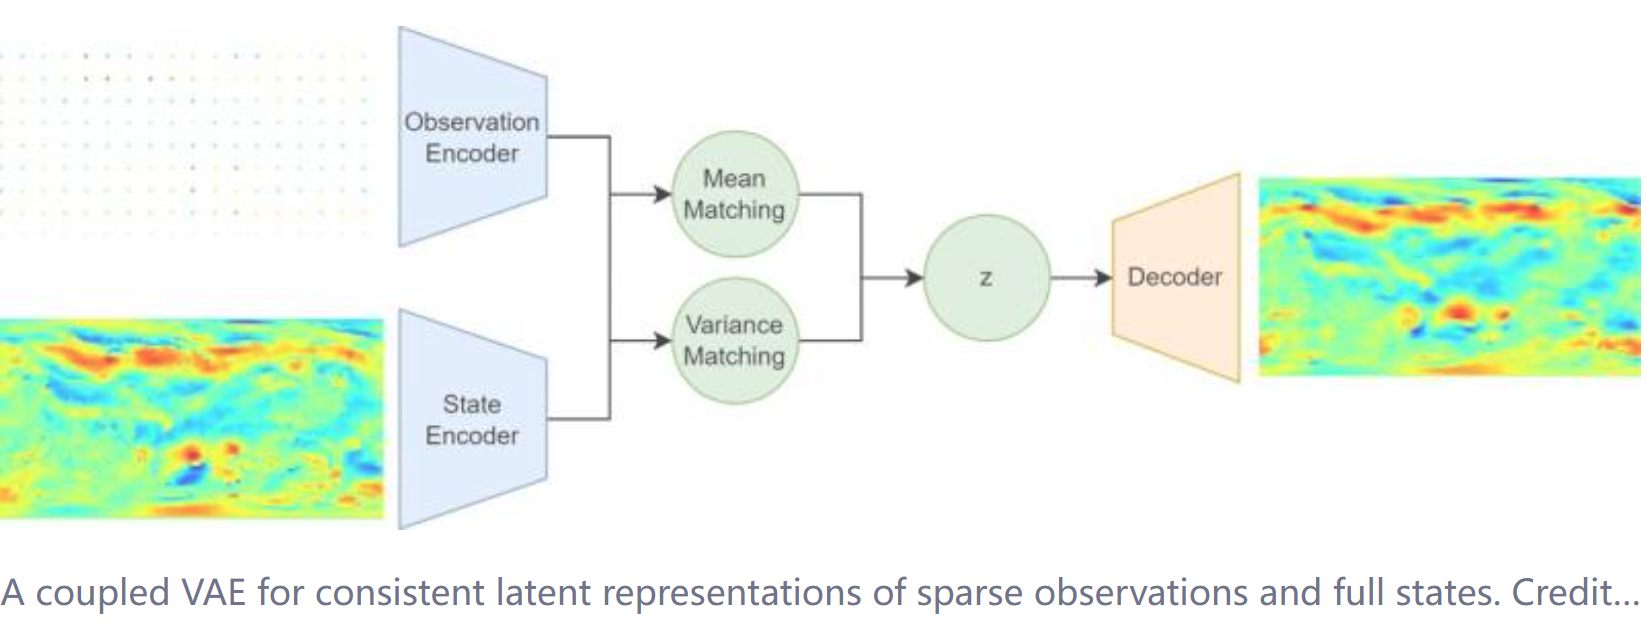 Observation
Encoder
Mean
Matching
Variance
Matching
z
Decoder
State
Encoder
A coupled VAE for consistent latent representations of sparse observations and full states. Credit...